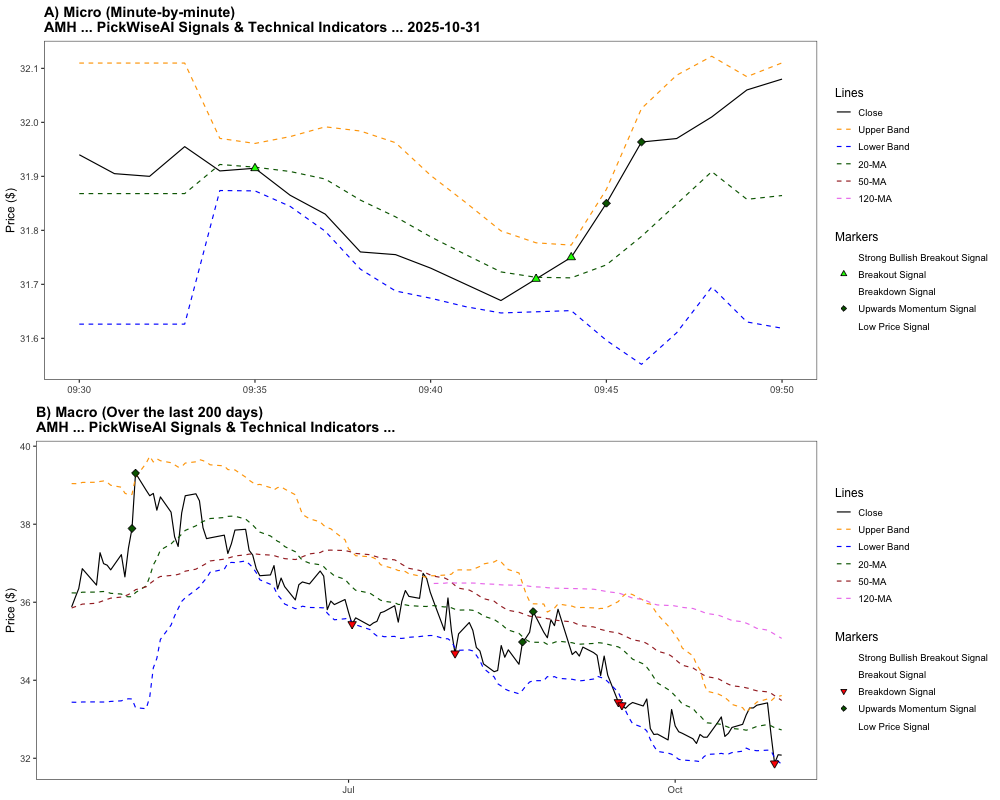 A) Micro (Minute-by-minute)
AMH ... PickWiseAI Signals & Technical Indicators ... 2025-10-31
Price ($)
32.1
32.0
31.9
31.8
31.7
31.6
09:30
09:35
09:40
09:45
09:50
Lines
Close
Upper Band
Lower Band
20-MA
50-MA
120-MA
Markers
Strong Bullish Breakout Signal
Breakout Signal
Breakdown Signal
Upwards Momentum Signal
Low Price Signal
B) Macro (Over the last 200 days)
AMH ... PickWiseAI Signals & Technical Indicators ...
Price ($)
40
38
36
34
32
Jul
Oct
Lines
Close
Upper Band
Lower Band
20-MA
50-MA
120-MA
Markers
Strong Bullish Breakout Signal
Breakout Signal
Breakdown Signal
Upwards Momentum Signal
Low Price Signal